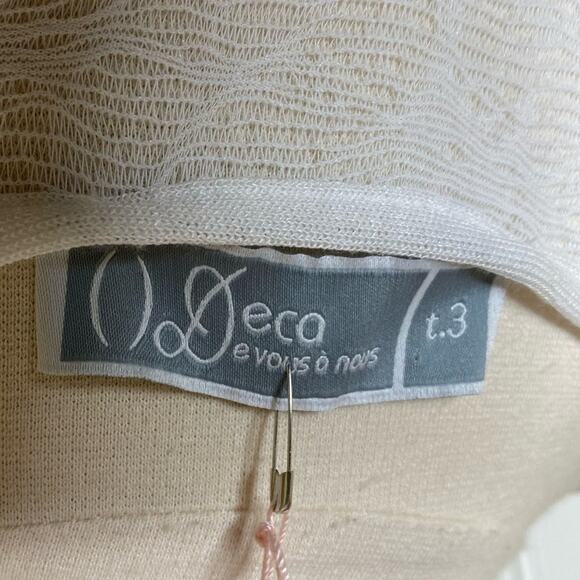 Deca
De vous à nous
t.3